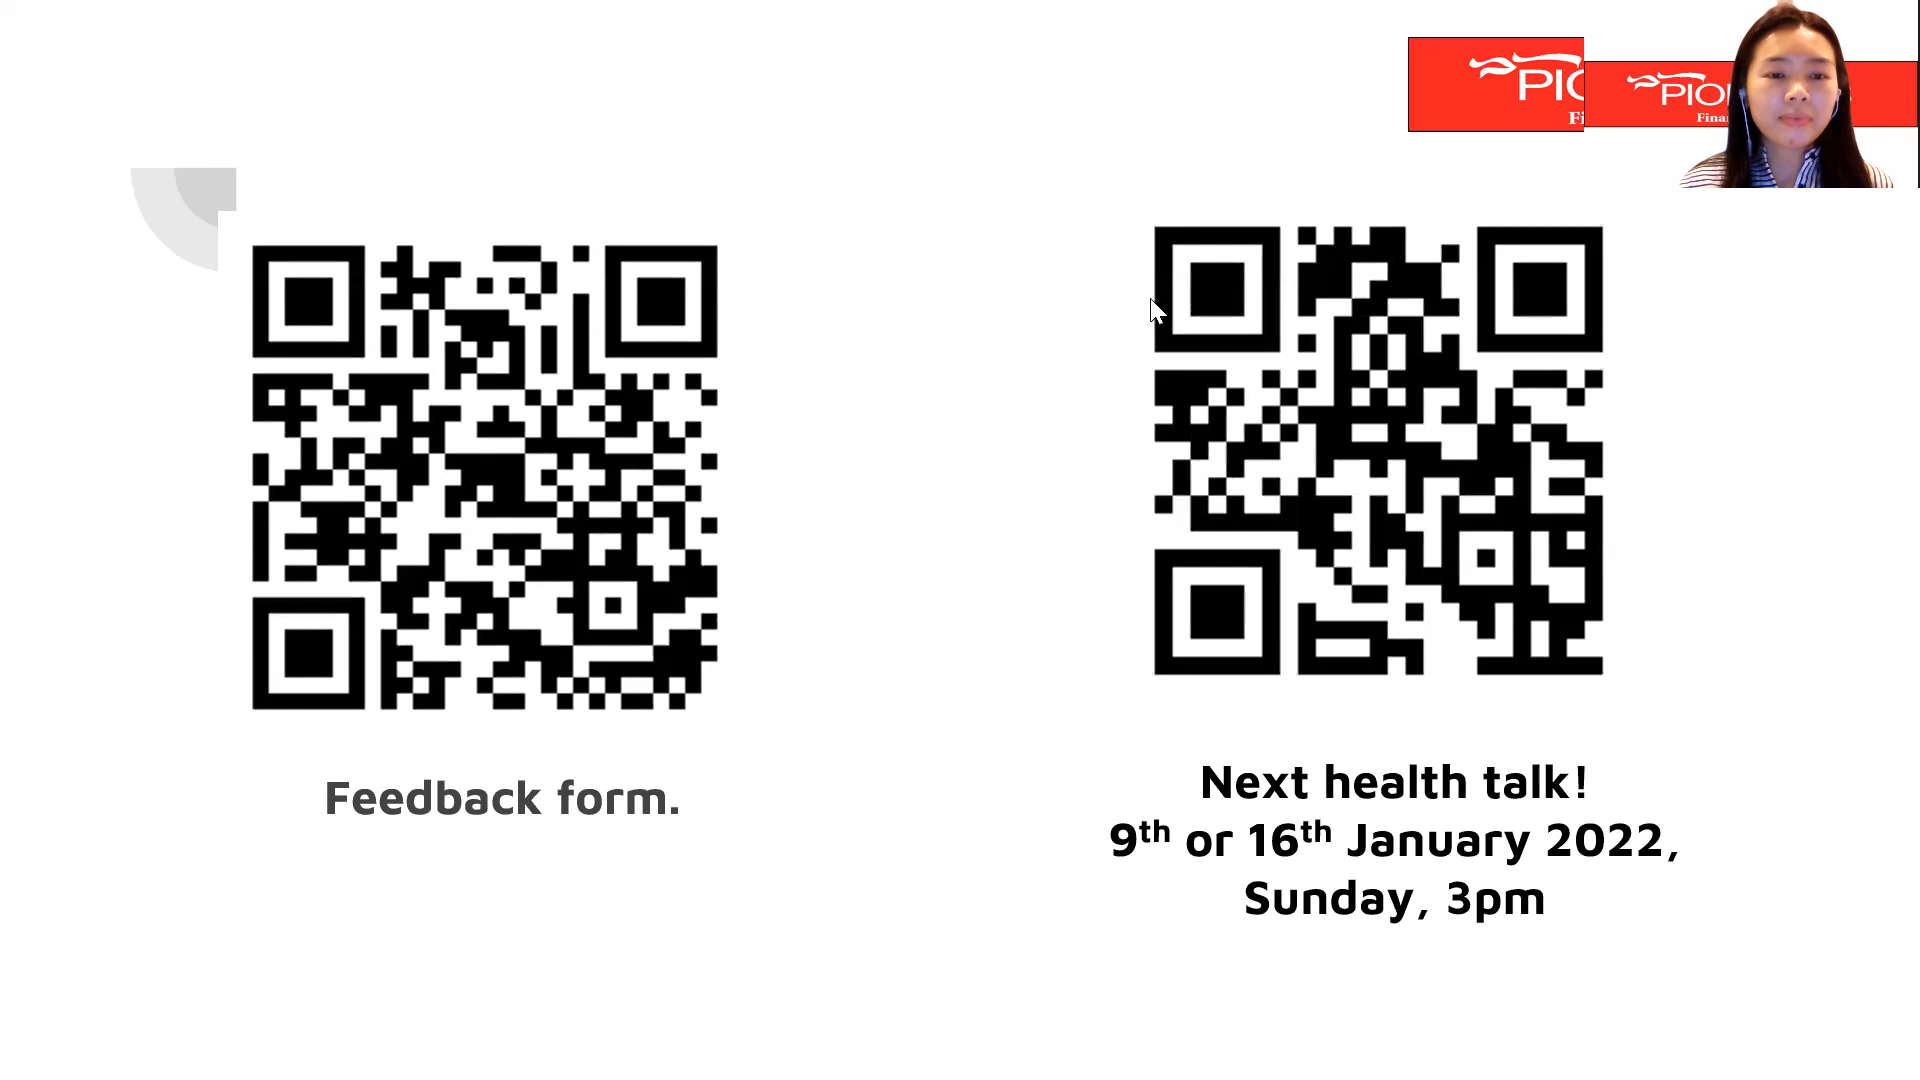 Feedback form.
Next health talk!
9th or 16th January 2022,
Sunday, 3pm